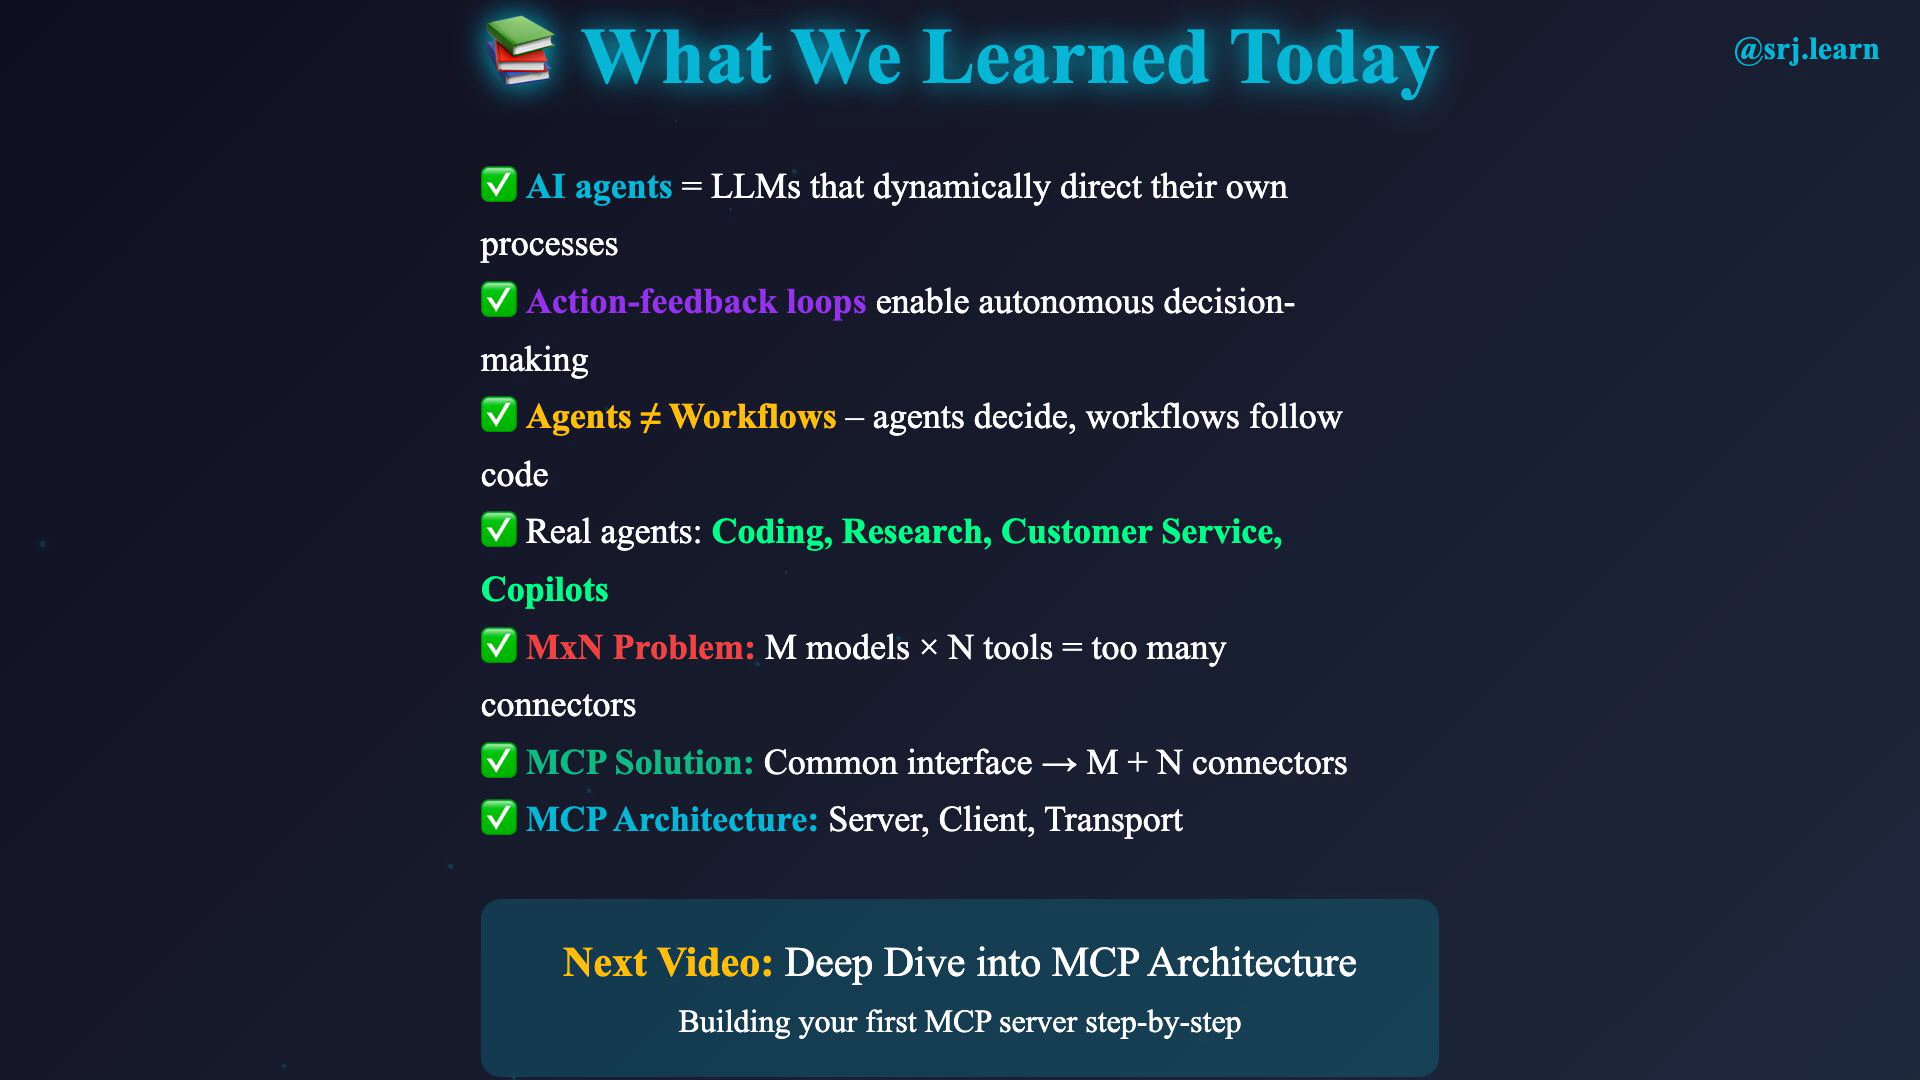 📚 What We Learned Today
@srj.learn
✅ AI agents = LLMs that dynamically direct their own
processes
✅ Action-feedback loops enable autonomous decision-
making
✅ Agents ≠ Workflows – agents decide, workflows follow
code
✅ Real agents: Coding, Research, Customer Service,
Copilots
✅ MxN Problem: M models × N tools = too many
connectors
✅ MCP Solution: Common interface → M + N connectors
✅ MCP Architecture: Server, Client, Transport
Next Video: Deep Dive into MCP Architecture
Building your first MCP server step-by-step